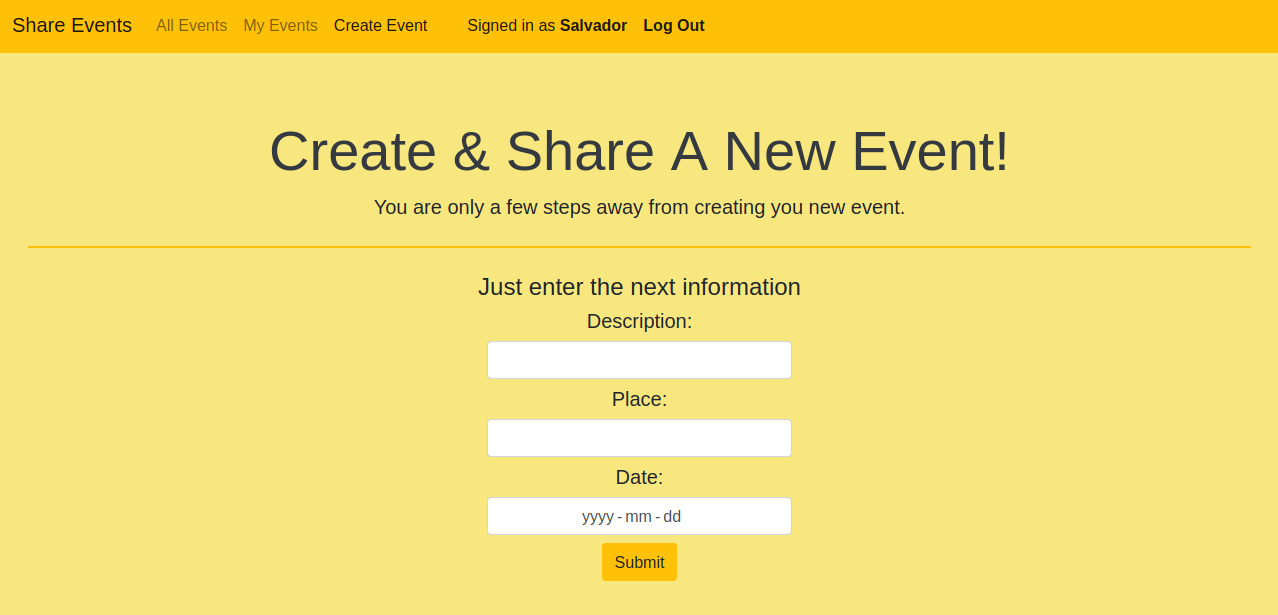 Share Events All Events My Events Create Event Signed in as Salvador Log Out
Create & Share A New Event!
You are only a few steps away from creating you new event.
Just enter the next information
Description:
Place:
Date:
yyyy - mm - dd
Submit